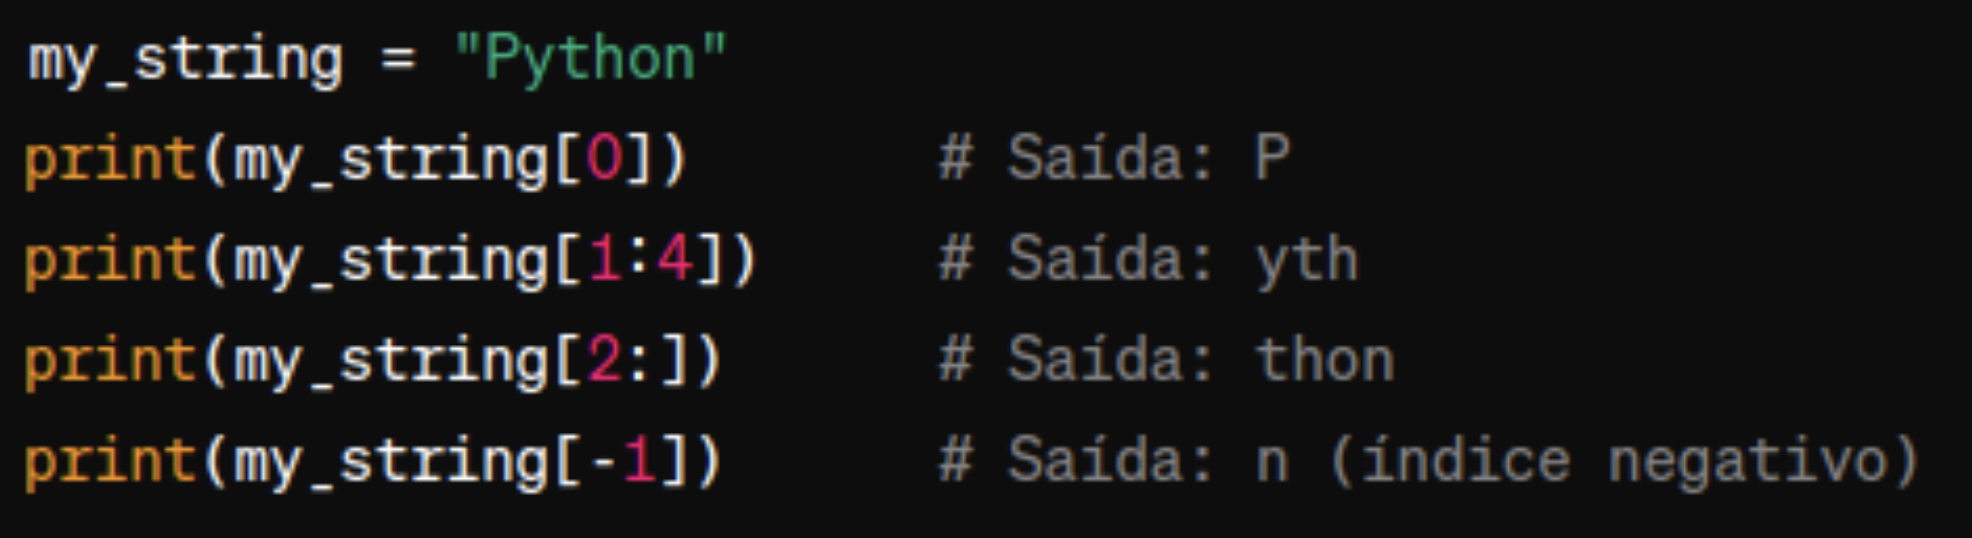 my_string = "Python"
print(my_string[0])       # Saída: P
print(my_string[1:4])     # Saída: yth
print(my_string[2:])      # Saída: thon
print(my_string[-1])      # Saída: n (índice negativo)